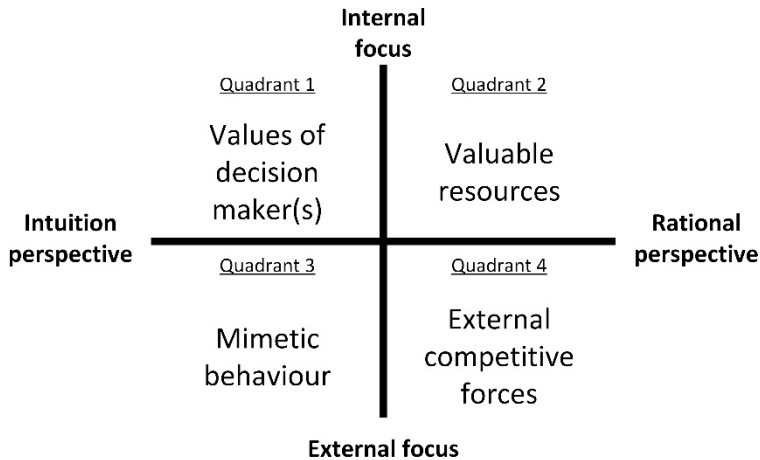 Internal
focus
Quadrant 1
Values of
decision
maker(s)
Quadrant 2
Valuable
resources
Intuition
perspective
Rational
perspective
Quadrant 3
Mimetic
behaviour
Quadrant 4
External
competitive
forces
External focus